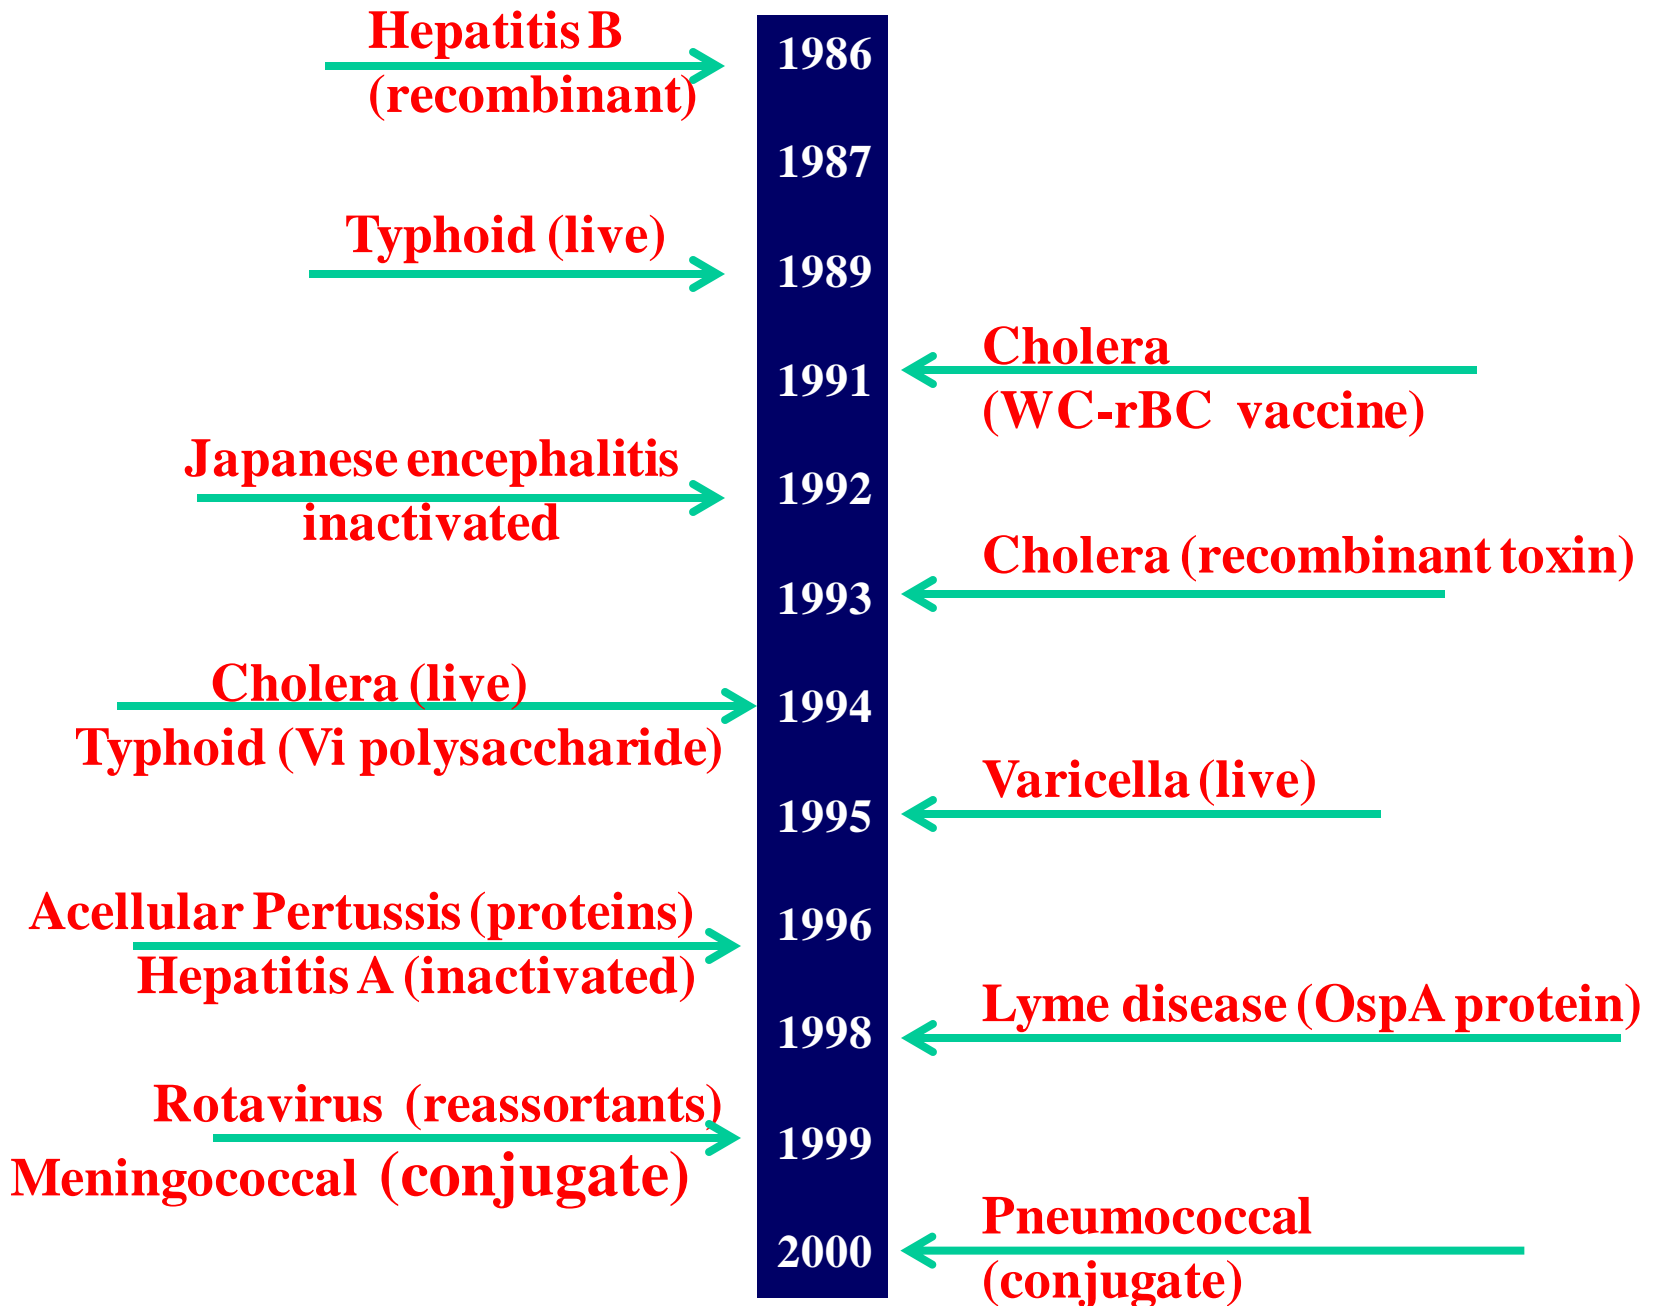 Hepatitis B
(recombinant)
1986
1987
Typhoid (live)
1989
Cholera
(WC-rBC vaccine)
1991
Japanese encephalitis
inactivated
1992
Cholera (recombinant toxin)
1993
Cholera (live)
Typhoid (Vi polysaccharide)
1994
Varicella (live)
1995
Acellular Pertussis (proteins)
Hepatitis A (inactivated)
1996
Lyme disease (OspA protein)
1998
Rotavirus (reassortants)
Meningococcal (conjugate)
1999
Pneumococcal
(conjugate)
2000